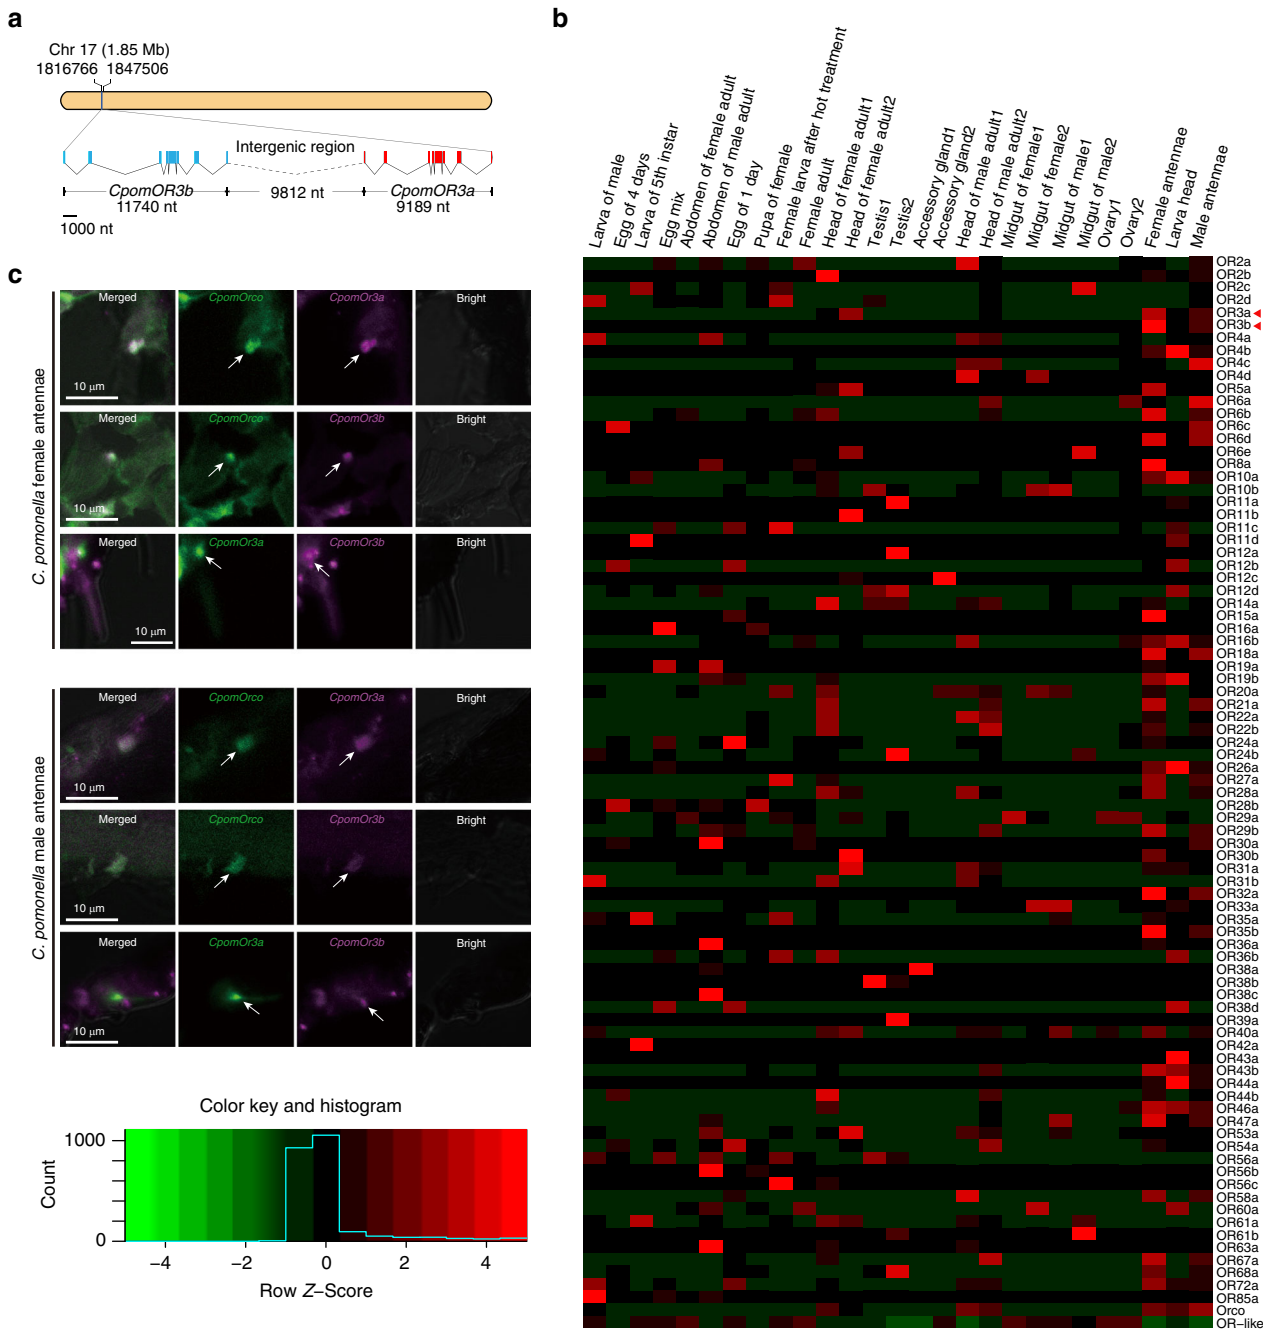 a
Chr 17 (1.85 Mb)
1816766 1847506
Intergenic region
CpomOR3b
9812 nt
CpomOR3a
11740 nt
9189 nt
1000 nt
b
Larva of male
Egg of 4 days
Larva of 5th instar
Egg mix
Abdomen of female adult
Abdomen of male adult
Egg of 1 day
Pupa of female
Female larva after hot treatment
Female adult
Head of female adult1
Head of female adult2
Testis1
Testis2
Accessory gland1
Accessory gland2
Head of male adult1
Head of male adult2
Midgut of female1
Midgut of female2
Midgut of male1
Midgut of male2
Ovary1
Ovary2
Female antennae
Larva head
Male antennae
OR2a
OR2b
OR2c
OR2d
OR3a
OR3b
OR4a
OR4b
OR4c
OR4d
OR5a
OR6a
OR6b
OR6c
OR6d
OR6e
OR8a
OR10a
OR10b
OR11a
OR11b
OR11c
OR11d
OR12a
OR12b
OR12c
OR12d
OR14a
OR15a
OR16a
OR16b
OR18a
OR19a
OR19b
OR20a
OR21a
OR22a
OR22b
OR24a
OR24b
OR26a
OR27a
OR28a
OR28b
OR29a
OR29b
OR30a
OR30b
OR31a
OR31b
OR32a
OR33a
OR35a
OR35b
OR36a
OR36b
OR38a
OR38b
OR38c
OR38d
OR39a
OR40a
OR42a
OR43a
OR43b
OR44a
OR44b
OR46a
OR47a
OR53a
OR54a
OR56a
OR56b
OR56c
OR58a
OR60a
OR61a
OR61b
OR63a
OR67a
OR68a
OR72a
OR85a
Orco
OR-like
c
C. pomonella female antennae
Merged CpomOrco CpomOr3a Bright
10 μm
Merged CpomOrco CpomOr3b Bright
10 μm
Merged CpomOr3a CpomOr3b Bright
10 μm
C. pomonella male antennae
Merged CpomOrco CpomOr3a Bright
10 μm
Merged CpomOrco CpomOr3b Bright
10 μm
Merged CpomOr3a CpomOr3b Bright
10 μm
Color key and histogram
1000
0
Count
−4 −2 0 2 4
Row Z−Score